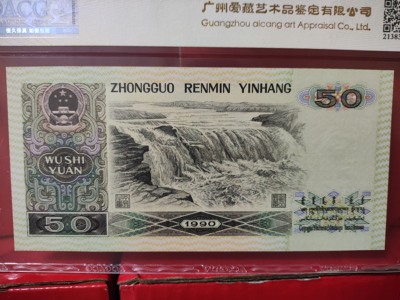 广州爱藏艺术品鉴定有限公司
Guangzhou aicang art Appraisal Co., Ltd.
21383
ZHONGGUO RENMIN YINHANG
50
WU SHI
YUAN
50
1990